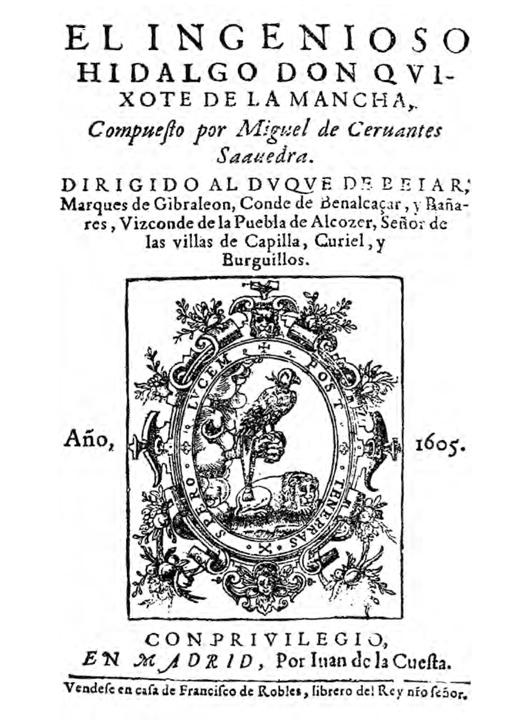 EL INGENIOSO
HIDALGO DON QVI-
XOTE DE LA MANCHA,
Compuesto por Miguel de Ceruantes
Saauedra.
DIRIGIDO AL DVQVE DE BEIAR,
Marques de Gibraleon, Conde de Benalcaçar, y Baña-
res, Vizconde de la Puebla de Alcozer, Señor de
las villas de Capilla, Curiel, y
Burguillos.
SPERO LVCEM POST TENEBRAS
Año, 1605.
CON PRIVILEGIO,
EN MADRID, Por Iuan de la Cuesta.
Vendese en casa de Francisco de Robles, librero del Rey nro señor.